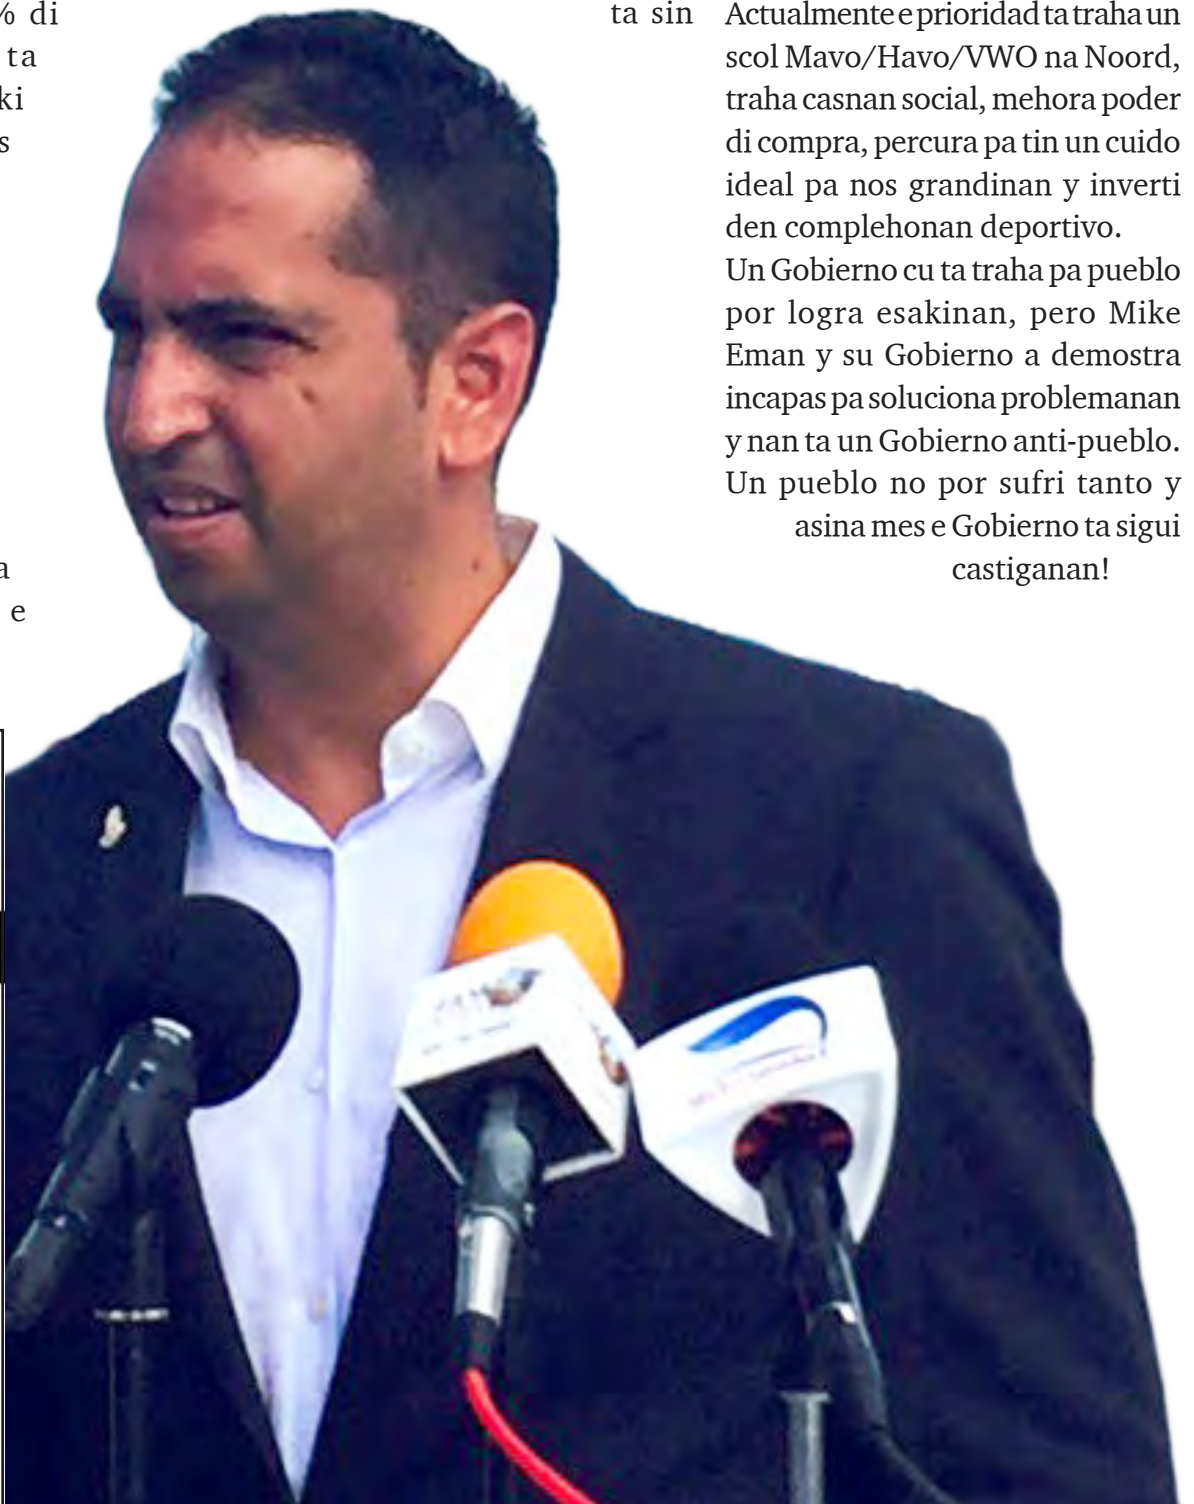 % di
ta
ki
s
a
e
ta sin
Actualmente e prioridad ta traha un
scol Mavo/Havo/VWO na Noord,
traha casnan social, mehora poder
di compra, percura pa tin un cuido
ideal pa nos grandinan y inverti
den complehonan deportivo.
Un Gobierno cu ta traha pa pueblo
por logra esakinan, pero Mike
Eman y su Gobierno a demostra
incapas pa soluciona problemanan
y nan ta un Gobierno anti-pueblo.
Un pueblo no por sufri tanto y
asina mes e Gobierno ta sigui
castiganan!